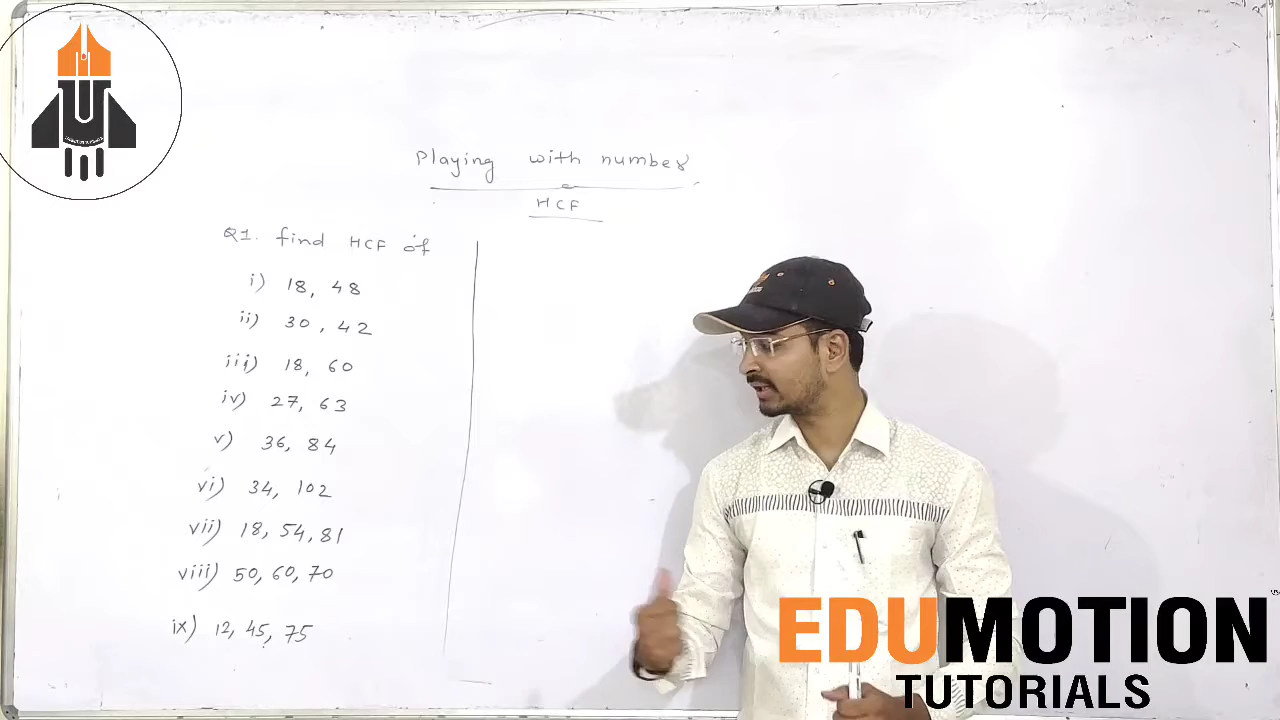 Playing with number
HCF
Q1. find HCF of
i) 18, 48
ii) 30, 42
iii) 18, 60
iv) 27, 63
v) 36, 84
vi) 34, 102
vii) 18, 54, 81
viii) 50, 60, 70
ix) 12, 45, 75
EDUMOTION
TUTORIALS